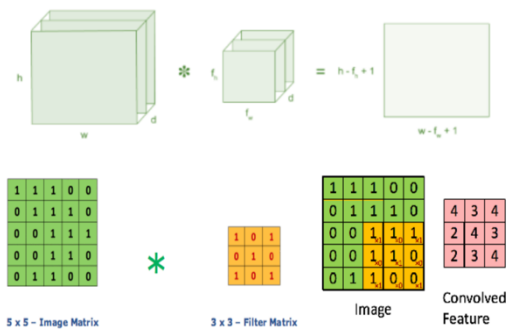 h
w
d
*
fh
fw
d
=
h - fh + 1
w - fw + 1
1 1 1 0 0
0 1 1 1 0
0 0 1 1 1
0 0 1 1 0
0 1 1 0 0
5 x 5 – Image Matrix
*
1 0 1
0 1 0
1 0 1
3 x 3 – Filter Matrix
1 1 1 0 0
0 1 1 1 0
0 0 1 1 1
0 0 1 1 0
0 1 1 0 0
Image
4 3 4
2 4 3
2 3 4
Convolved
Feature